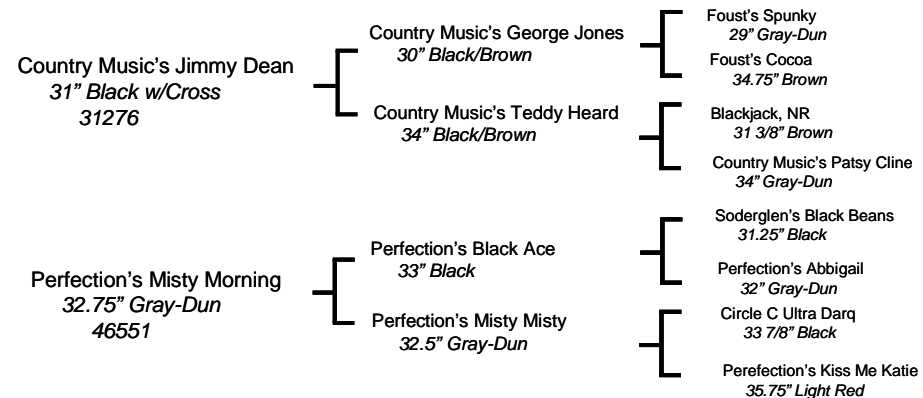 Country Music’s Jimmy Dean
31” Black w/Cross
31276
Country Music’s George Jones
30” Black/Brown
Foust’s Spunky
29” Gray-Dun
Foust’s Cocoa
34.75” Brown
Country Music’s Teddy Heard
34” Black/Brown
Blackjack, NR
31 3/8” Brown
Country Music’s Patsy Cline
34” Gray-Dun
Perfection’s Misty Morning
32.75” Gray-Dun
46551
Perfection’s Black Ace
33” Black
Soderglen’s Black Beans
31.25” Black
Perfection’s Abbigail
32” Gray-Dun
Perfection’s Misty Misty
32.5” Gray-Dun
Circle C Ultra Darq
33 7/8” Black
Perefection’s Kiss Me Katie
35.75” Light Red